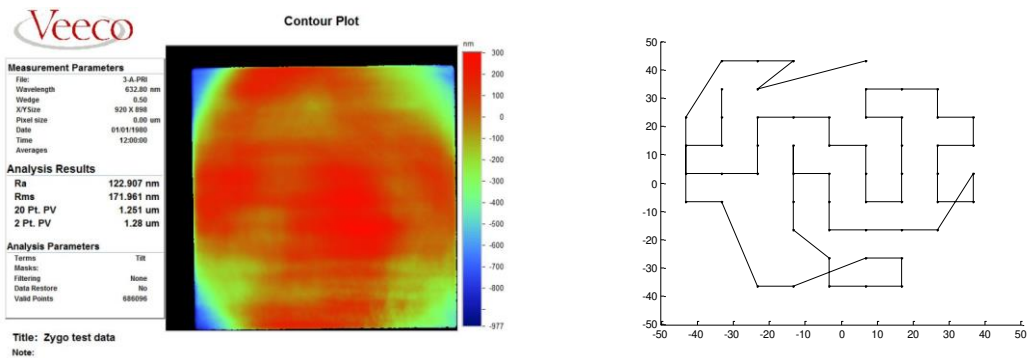 Veeco
Contour Plot
Measurement Parameters
File: 3-A-PRI
Wavelength 632.80 nm
Wedge 0.50
X/YSize 920 X 898
Pixel size 0.00 um
Date 01/01/1980
Time 12:00:00
Averages
Analysis Results
Ra 122.907 nm
Rms 171.961 nm
20 Pt. PV 1.251 um
2 Pt. PV 1.28 um
Analysis Parameters
Terms Tilt
Masks:
Filtering None
Data Restore No
Valid Points 686096
Title: Zygo test data
Note:
nm
300
200
100
0
-100
-200
-300
-400
-500
-600
-700
-800
-977
50
40
30
20
10
0
-10
-20
-30
-40
-50
-50 -40 -30 -20 -10 0 10 20 30 40 50